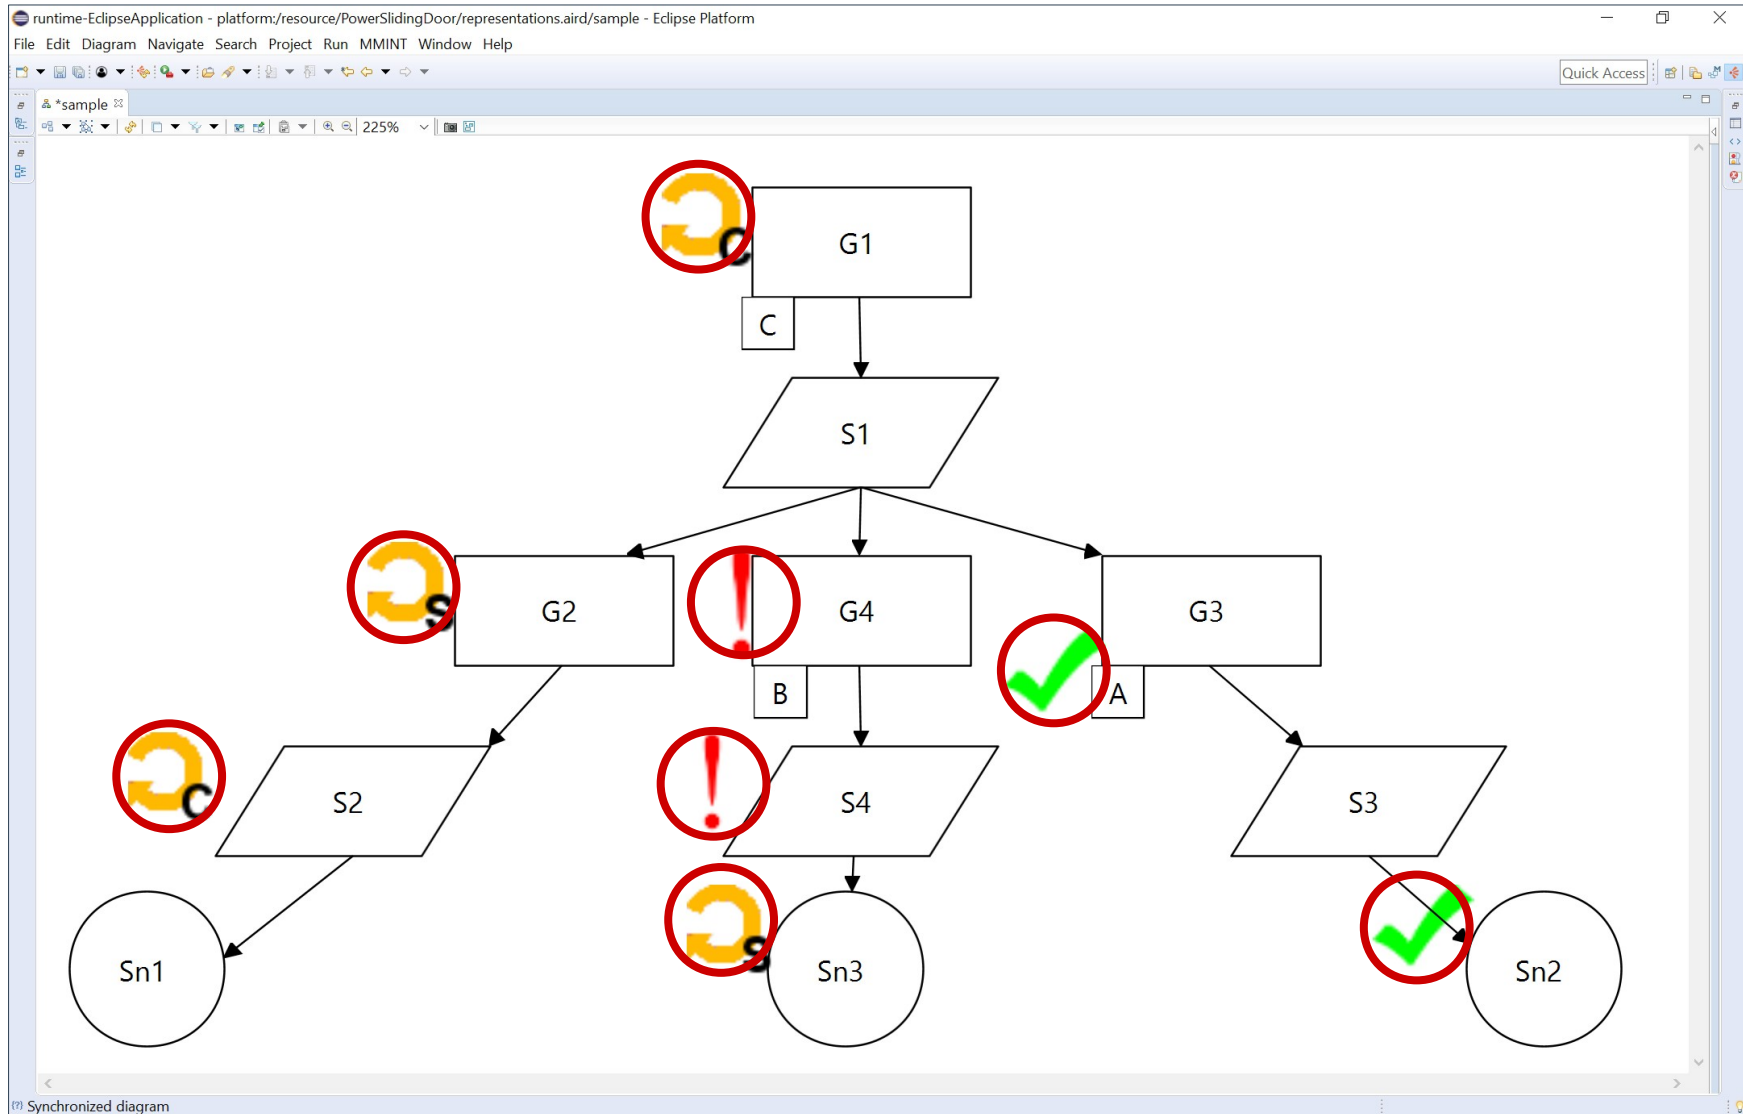 runtime-EclipseApplication - platform:/resource/PowerSlidingDoor/representations.aird/sample - Eclipse Platform
File Edit Diagram Navigate Search Project Run MMINT Window Help
Quick Access
*sample
225%
C
G1
C
S1
S
G2
!
G4
G3
B
A
C
S2
!
S4
S3
S
Sn1
Sn3
Sn2
Synchronized diagram